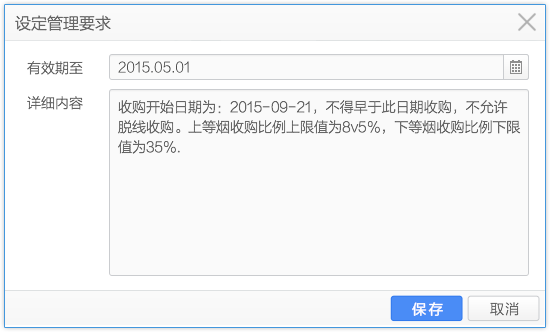 设定管理要求
有效期至
2015.05.01
详细内容
收购开始日期为：2015-09-21，不得早于此日期收购，不允许
脱线收购。上等烟收购比例上限值为8v5%，下等烟收购比例下限
值为35%.
保存
取消